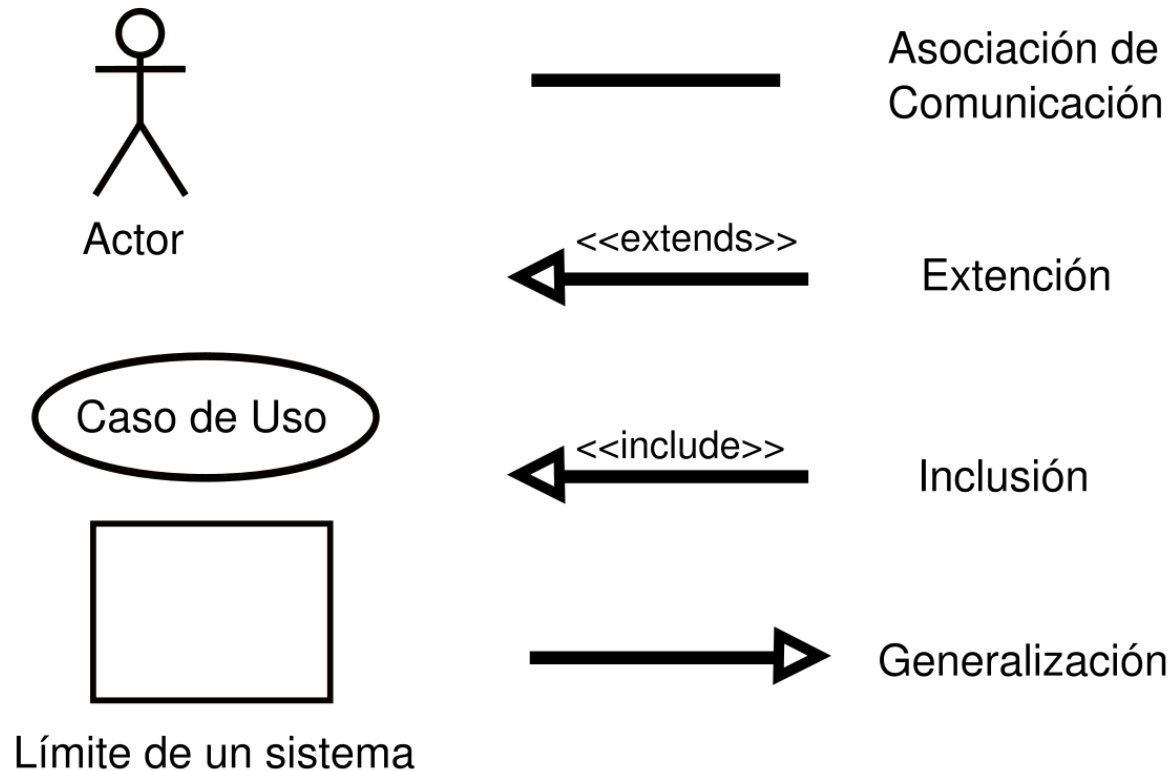 Actor
Caso de Uso
Límite de un sistema
Asociación de
Comunicación
<<extends>>
Extención
<<include>>
Inclusión
Generalización